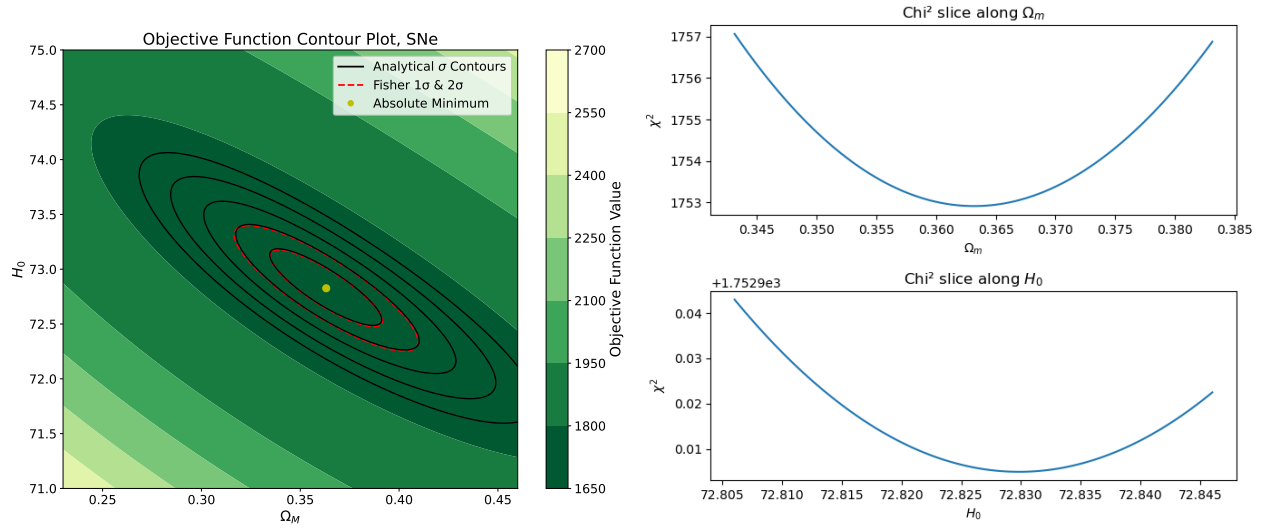 Objective Function Contour Plot, SNe
75.0
74.5
74.0
73.5
73.0
72.5
72.0
71.5
71.0
H₀
0.25 0.30 0.35 0.40 0.45
Ω_M
Analytical σ Contours
Fisher 1σ & 2σ
Absolute Minimum
2700
2550
2400
2250
2100
1950
1800
1650
Objective Function Value
Chi² slice along Ω_m
1757
1756
1755
1754
1753
χ²
0.345 0.350 0.355 0.360 0.365 0.370 0.375 0.380 0.385
Ω_m
Chi² slice along H₀
+1.7529e3
0.04
0.03
0.02
0.01
χ²
72.805 72.810 72.815 72.820 72.825 72.830 72.835 72.840 72.845
H₀